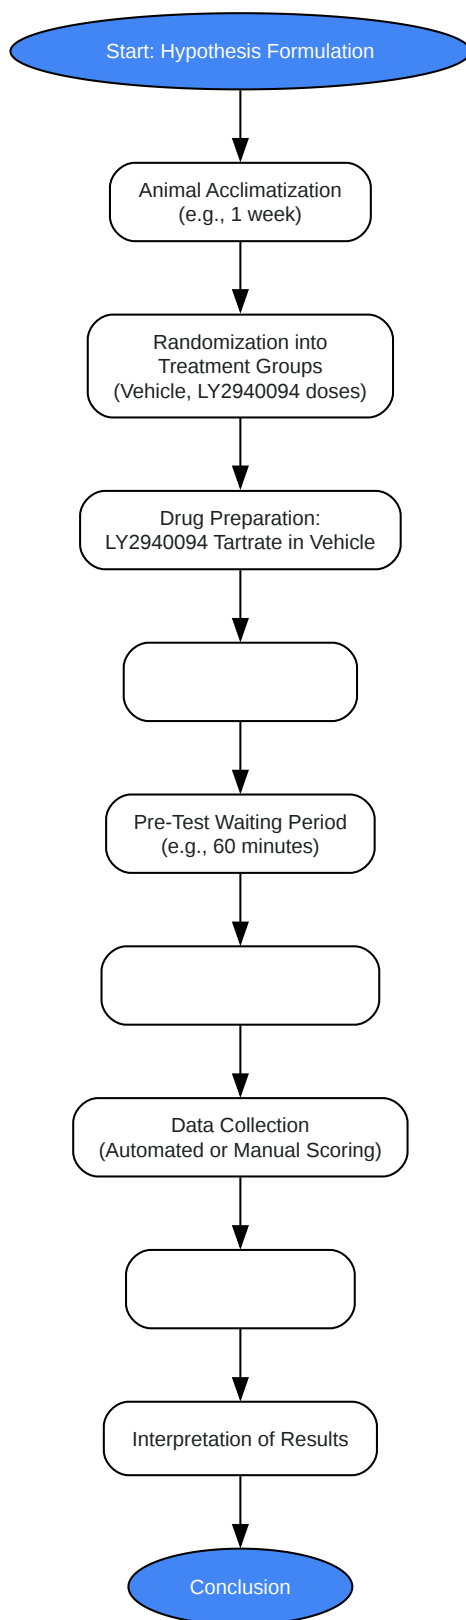 Start: Hypothesis Formulation
Animal Acclimatization
(e.g., 1 week)
Randomization into
Treatment Groups
(Vehicle, LY2940094 doses)
Drug Preparation:
LY2940094 Tartrate in Vehicle
Pre-Test Waiting Period
(e.g., 60 minutes)
Data Collection
(Automated or Manual Scoring)
Interpretation of Results
Conclusion